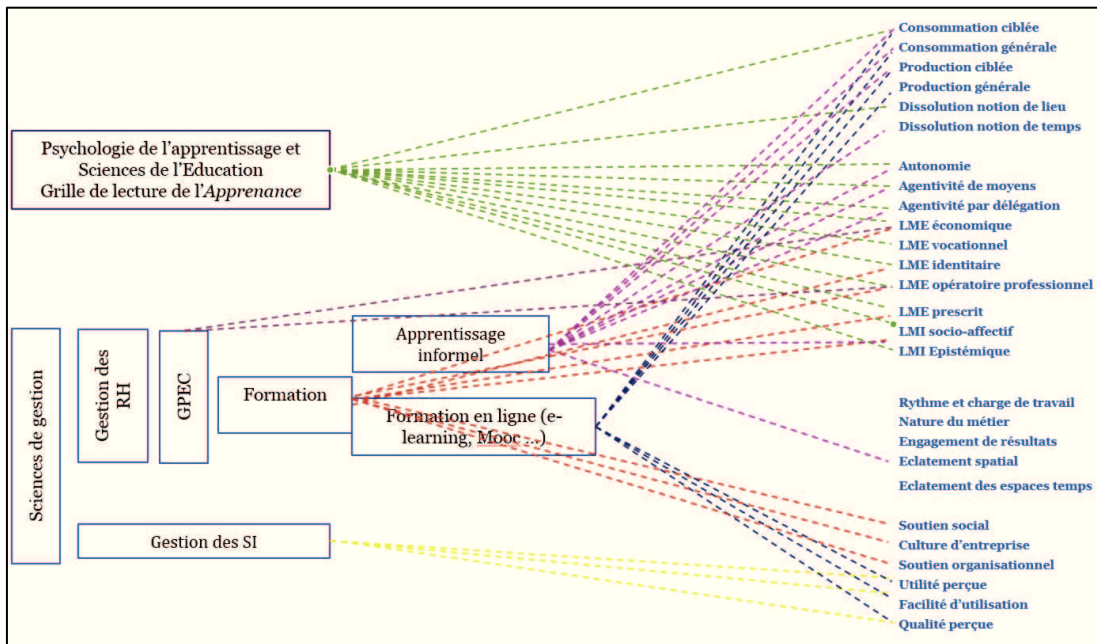 Psychologie de l'apprentissage et
Sciences de l'Education
Grille de lecture de l'Apprenance
Sciences de gestion
Gestion des
RH
GPEC
Formation
Apprentissage
informel
Formation en ligne (e-
learning, Mooc ...)
Gestion des SI
Consommation ciblée
Consommation générale
Production ciblée
Production générale
Dissolution notion de lieu
Dissolution notion de temps
Autonomie
Agentivité de moyens
Agentivité par délégation
LME économique
LME vocationnel
LME identitaire
LME opératoire professionnel
LME prescrit
LMI socio-affectif
LMI Epistémique
Rythme et charge de travail
Nature du métier
Engagement de résultats
Eclatement spatial
Eclatement des espaces temps
Soutien social
Culture d'entreprise
Soutien organisationnel
Utilité perçue
Facilité d'utilisation
Qualité perçue